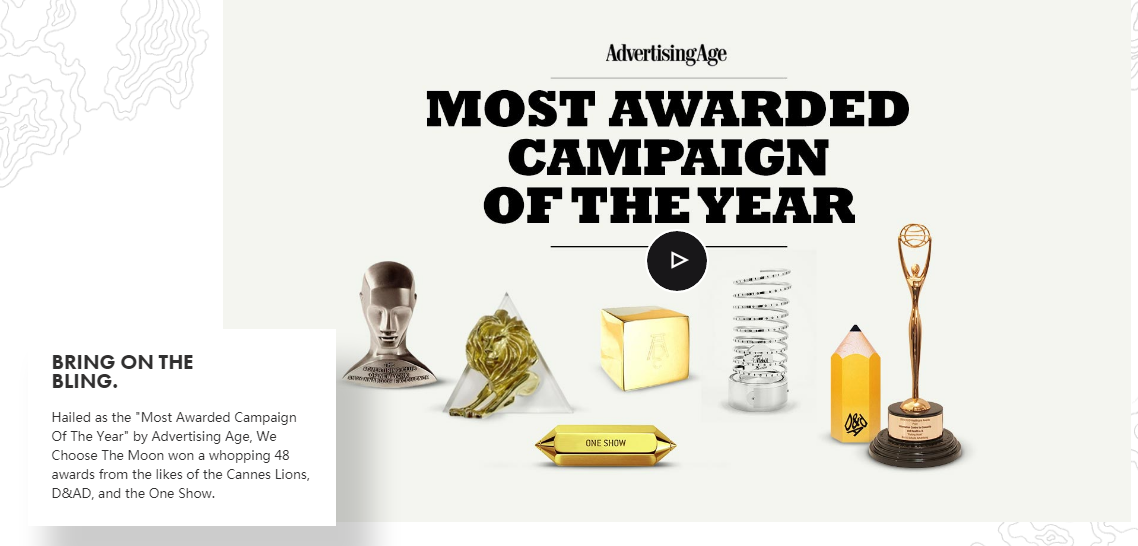 AdvertisingAge
MOST AWARDED
CAMPAIGN
OF THE YEAR
ONE SHOW
D&AD
BRING ON THE
BLING.
Hailed as the "Most Awarded Campaign
Of The Year" by Advertising Age, We
Choose The Moon won a whopping 48
awards from the likes of the Cannes Lions,
D&AD, and the One Show.